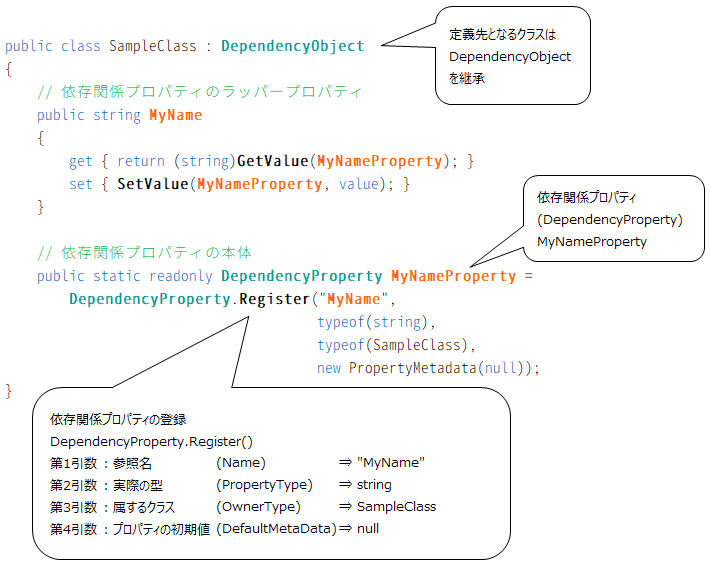 public class SampleClass : DependencyObject
{
// 依存関係プロパティのラッパープロパティ
public string MyName
{
get { return (string)GetValue(MyNameProperty); }
set { SetValue(MyNameProperty, value); }
}
// 依存関係プロパティの本体
public static readonly DependencyProperty MyNameProperty =
DependencyProperty.Register("MyName",
typeof(string),
typeof(SampleClass),
new PropertyMetadata(null));
}
定義先となるクラスは
DependencyObject
を継承
依存関係プロパティ
(DependencyProperty)
MyNameProperty
依存関係プロパティの登録
DependencyProperty.Register()
第1引数 : 参照名 (Name) ⇒ "MyName"
第2引数 : 実際の型 (PropertyType) ⇒ string
第3引数 : 属するクラス (OwnerType) ⇒ SampleClass
第4引数 : プロパティの初期値 (DefaultMetaData) ⇒ null